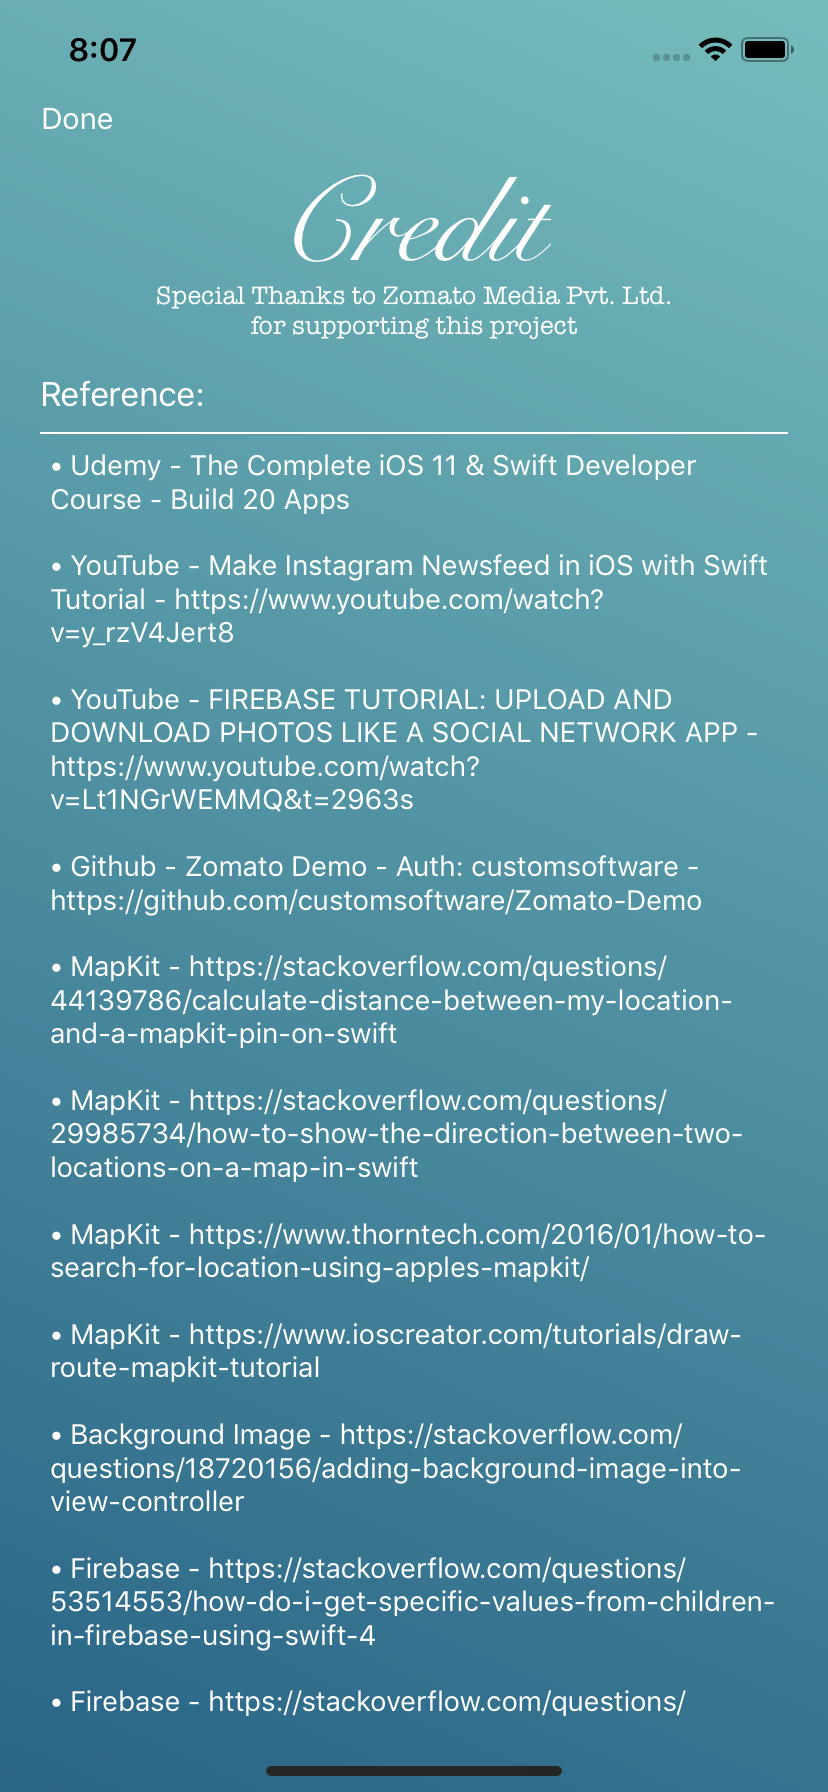 8:07
Done
Credit
Special Thanks to Zomato Media Pvt. Ltd.
for supporting this project
Reference:
• Udemy - The Complete iOS 11 & Swift Developer
Course - Build 20 Apps
• YouTube - Make Instagram Newsfeed in iOS with Swift
Tutorial - https://www.youtube.com/watch?
v=y_rzV4Jert8
• YouTube - FIREBASE TUTORIAL: UPLOAD AND
DOWNLOAD PHOTOS LIKE A SOCIAL NETWORK APP -
https://www.youtube.com/watch?
v=Lt1NGrWEMMQ&t=2963s
• Github - Zomato Demo - Auth: customsoftware -
https://github.com/customsoftware/Zomato-Demo
• MapKit - https://stackoverflow.com/questions/
44139786/calculate-distance-between-my-location-
and-a-mapkit-pin-on-swift
• MapKit - https://stackoverflow.com/questions/
29985734/how-to-show-the-direction-between-two-
locations-on-a-map-in-swift
• MapKit - https://www.thorntech.com/2016/01/how-to-
search-for-location-using-apples-mapkit/
• MapKit - https://www.ioscreator.com/tutorials/draw-
route-mapkit-tutorial
• Background Image - https://stackoverflow.com/
questions/18720156/adding-background-image-into-
view-controller
• Firebase - https://stackoverflow.com/questions/
53514553/how-do-i-get-specific-values-from-children-
in-firebase-using-swift-4
• Firebase - https://stackoverflow.com/questions/